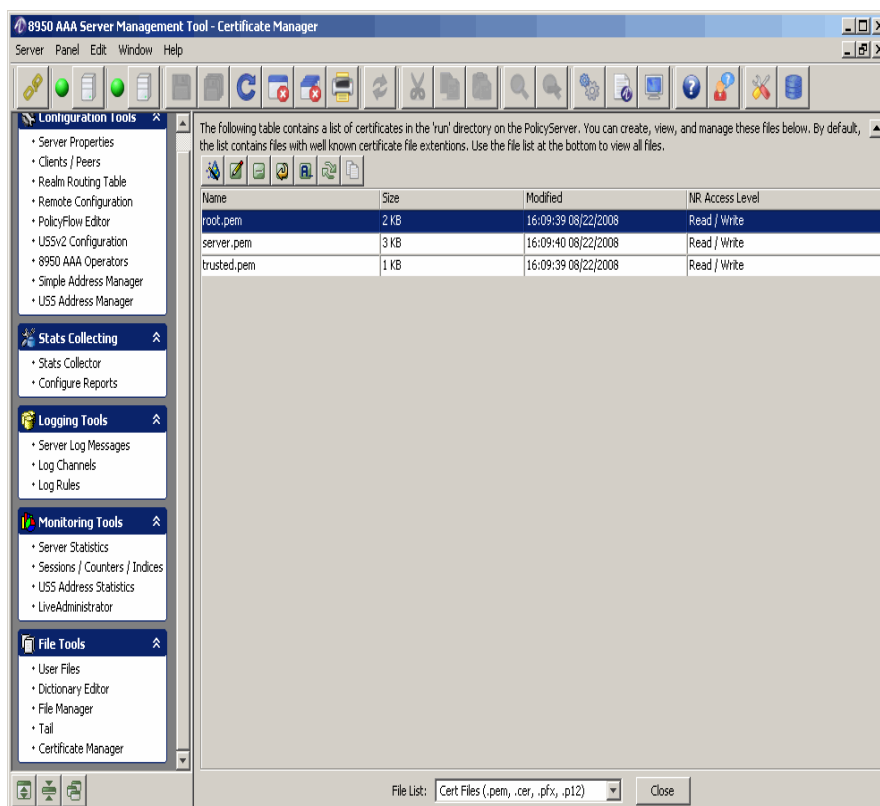 8950 AAA Server Management Tool - Certificate Manager
Server Panel Edit Window Help
Configuration Tools
Server Properties
Clients / Peers
Realm Routing Table
Remote Configuration
PolicyFlow Editor
USSv2 Configuration
8950 AAA Operators
Simple Address Manager
USS Address Manager
Stats Collecting
Stats Collector
Configure Reports
Logging Tools
Server Log Messages
Log Channels
Log Rules
Monitoring Tools
Server Statistics
Sessions / Counters / Indices
USS Address Statistics
LiveAdministrator
File Tools
User Files
Dictionary Editor
File Manager
Tail
Certificate Manager
The following table contains a list of certificates in the 'run' directory on the PolicyServer. You can create, view, and manage these files below. By default,
the list contains files with well known certificate file extentions. Use the file list at the bottom to view all files.
Name Size Modified NR Access Level
root.pem 2 KB 16:09:39 08/22/2008 Read / Write
server.pem 3 KB 16:09:40 08/22/2008 Read / Write
trusted.pem 1 KB 16:09:39 08/22/2008 Read / Write
File List: Cert Files (.pem, .cer, .pfx, .p12) Close